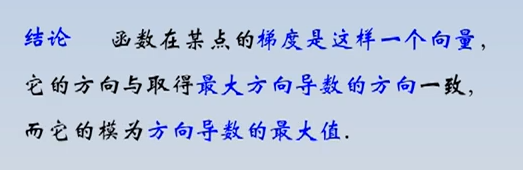 结论 函数在某点的梯度是这样一个向量，
它的方向与取得最大方向导数的方向一致，
而它的模为方向导数的最大值．